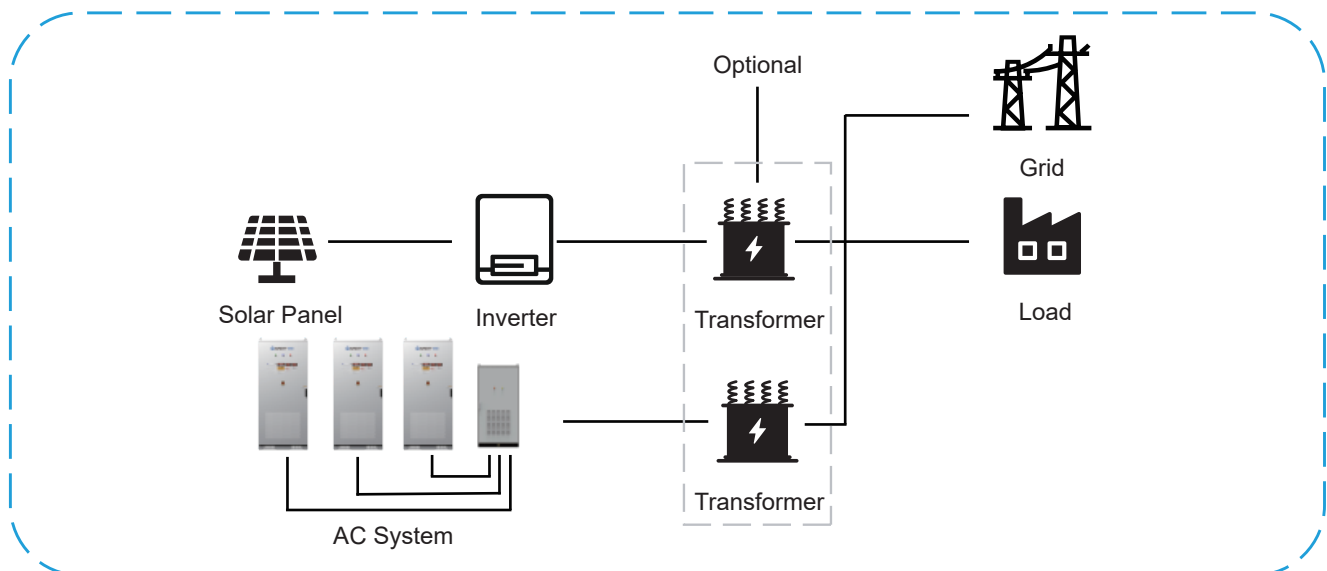 Optional
Grid
Solar Panel
Inverter
Transformer
Load
Transformer
AC System